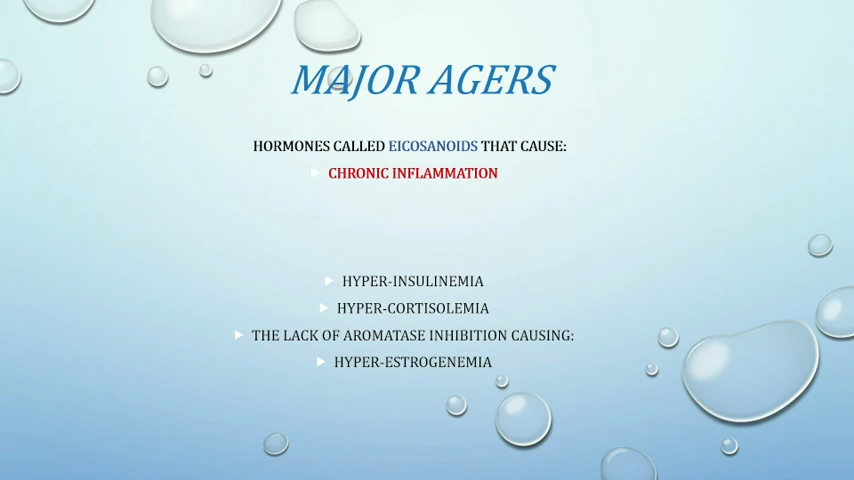 MAJOR AGERS
HORMONES CALLED EICOSANOIDS THAT CAUSE:
CHRONIC INFLAMMATION
HYPER-INSULINEMIA
HYPER-CORTISOLEMIA
THE LACK OF AROMATASE INHIBITION CAUSING:
HYPER-ESTROGENEMIA